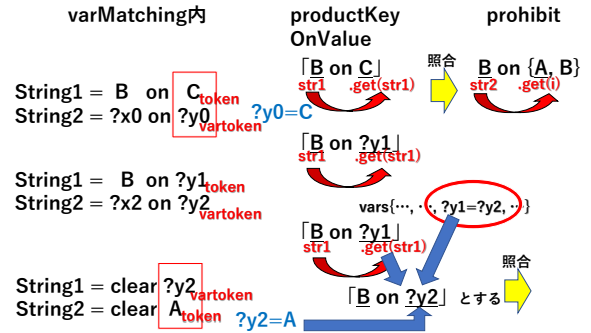 varMatching内
productKey
OnValue
prohibit
String1 = B on C
token
String2 = ?x0 on ?y0
vartoken
?y0=C
「B on C」
str1 .get(str1)
照合
B on {A, B}
str2 .get(i)
String1 = B on ?y1
token
String2 = ?x2 on ?y2
vartoken
「B on ?y1」
str1 .get(str1)
vars{…, …, ?y1=?y2, …}
「B on ?y1」
str1 .get(str1)
String1 = clear ?y2
vartoken
String2 = clear A
token
?y2=A
「B on ?y2」 とする
照合